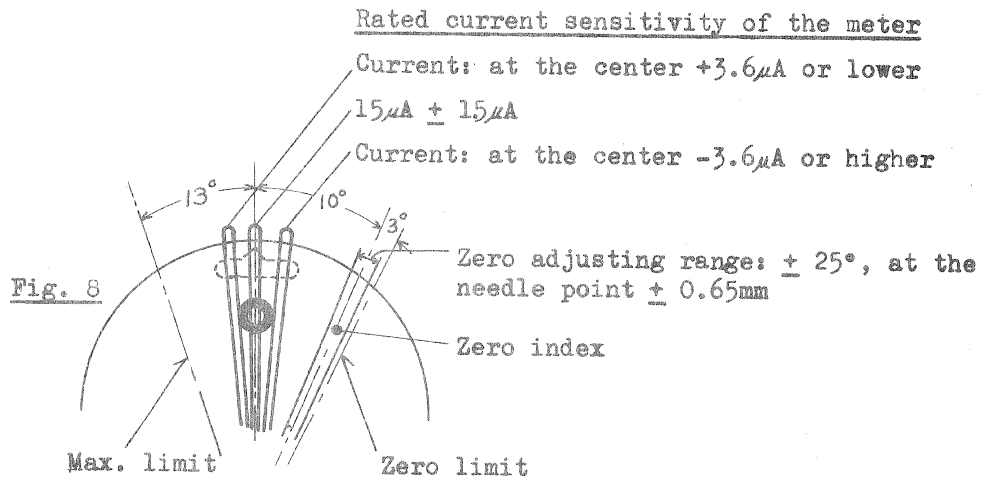 Rated current sensitivity of the meter
Current: at the center +3.6μA or lower
15μA ± 1.5μA
Current: at the center -3.6μA or higher
13°
10°
3°
Zero adjusting range: ± 25°, at the
needle point ± 0.65mm
Fig. 8
Zero index
Max. limit
Zero limit